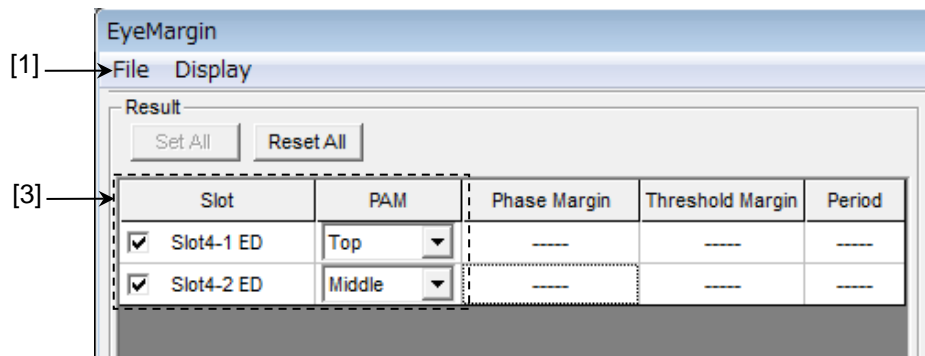 EyeMargin
[1] File Display
Result
Set All Reset All
[3] Slot PAM Phase Margin Threshold Margin Period
Slot4-1 ED Top ----- ----- -----
Slot4-2 ED Middle ----- ----- -----